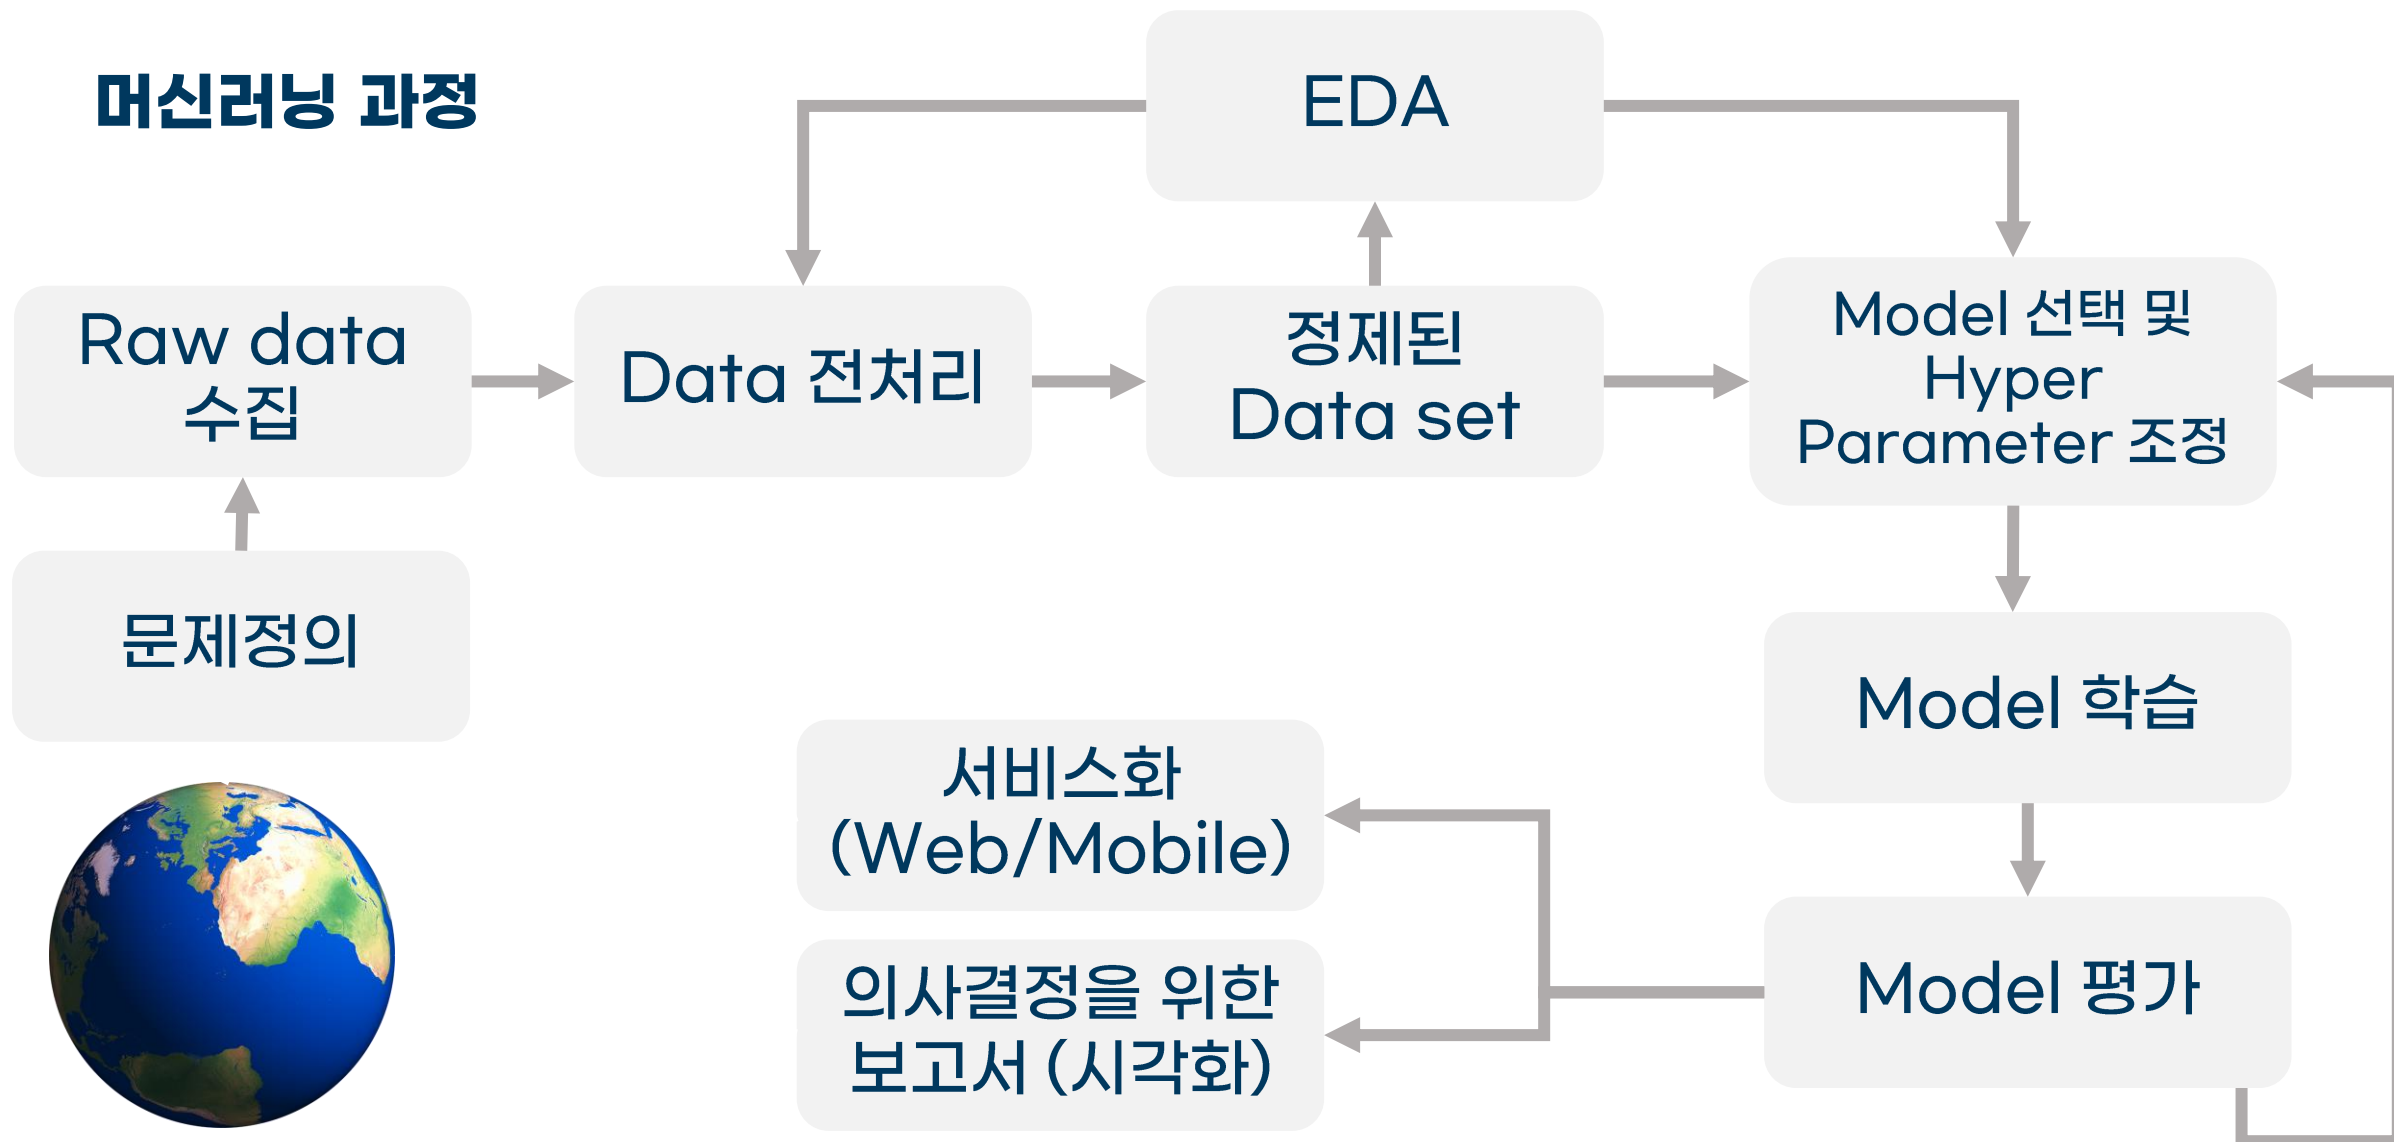 머신러닝 과정
EDA
Raw data
수집
Data 전처리
정제된
Data set
Model 선택 및
Hyper
Parameter 조정
문제정의
Model 학습
서비스화
(Web/Mobile)
의사결정을 위한
보고서 (시각화)
Model 평가